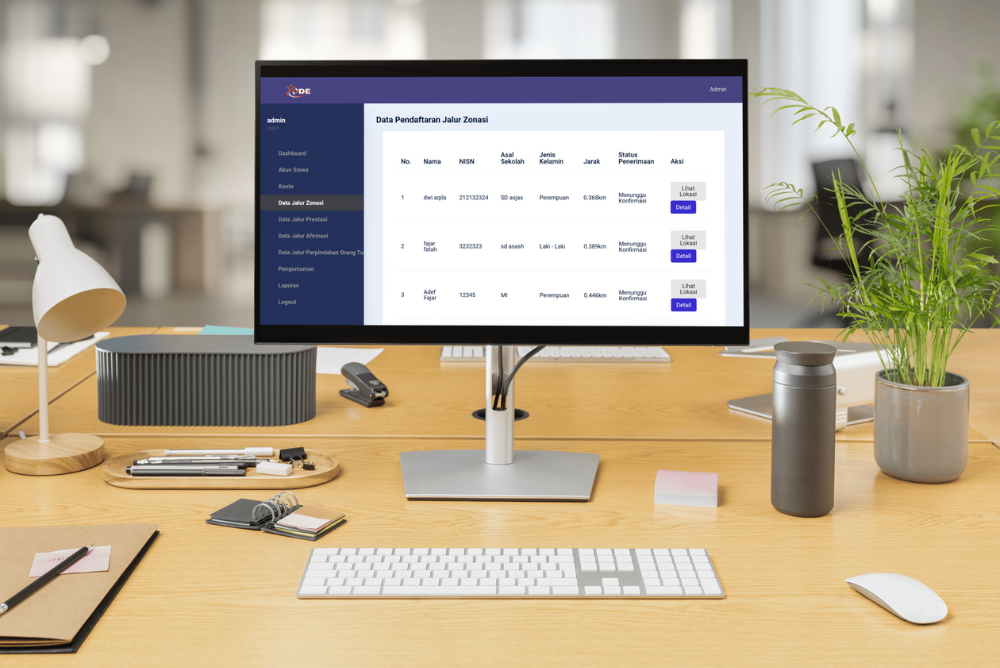 ODE
Admin
admin
Dashboard
Akun Siswa
Kuota
Data Jalur Zonasi
Data Jalur Prestasi
Data Jalur Afirmasi
Data Jalur Perpindahan Orang Tu
Pengumuman
Laporan
Logout
Data Pendaftaran Jalur Zonasi
No. Nama NISN Asal Sekolah Jenis Kelamin Jarak Status Penerimaan Aksi
1 dwi aqila 212132324 SD asjas Perempuan 0.368km Menunggu Konfirmasi Lihat Lokasi
Detail
2 fajar fatah 3232323 sd asash Laki - Laki 0.389km Menunggu Konfirmasi Lihat Lokasi
Detail
3 Adef Fajar 12345 MI Perempuan 0.446km Menunggu Konfirmasi Lihat Lokasi
Detail